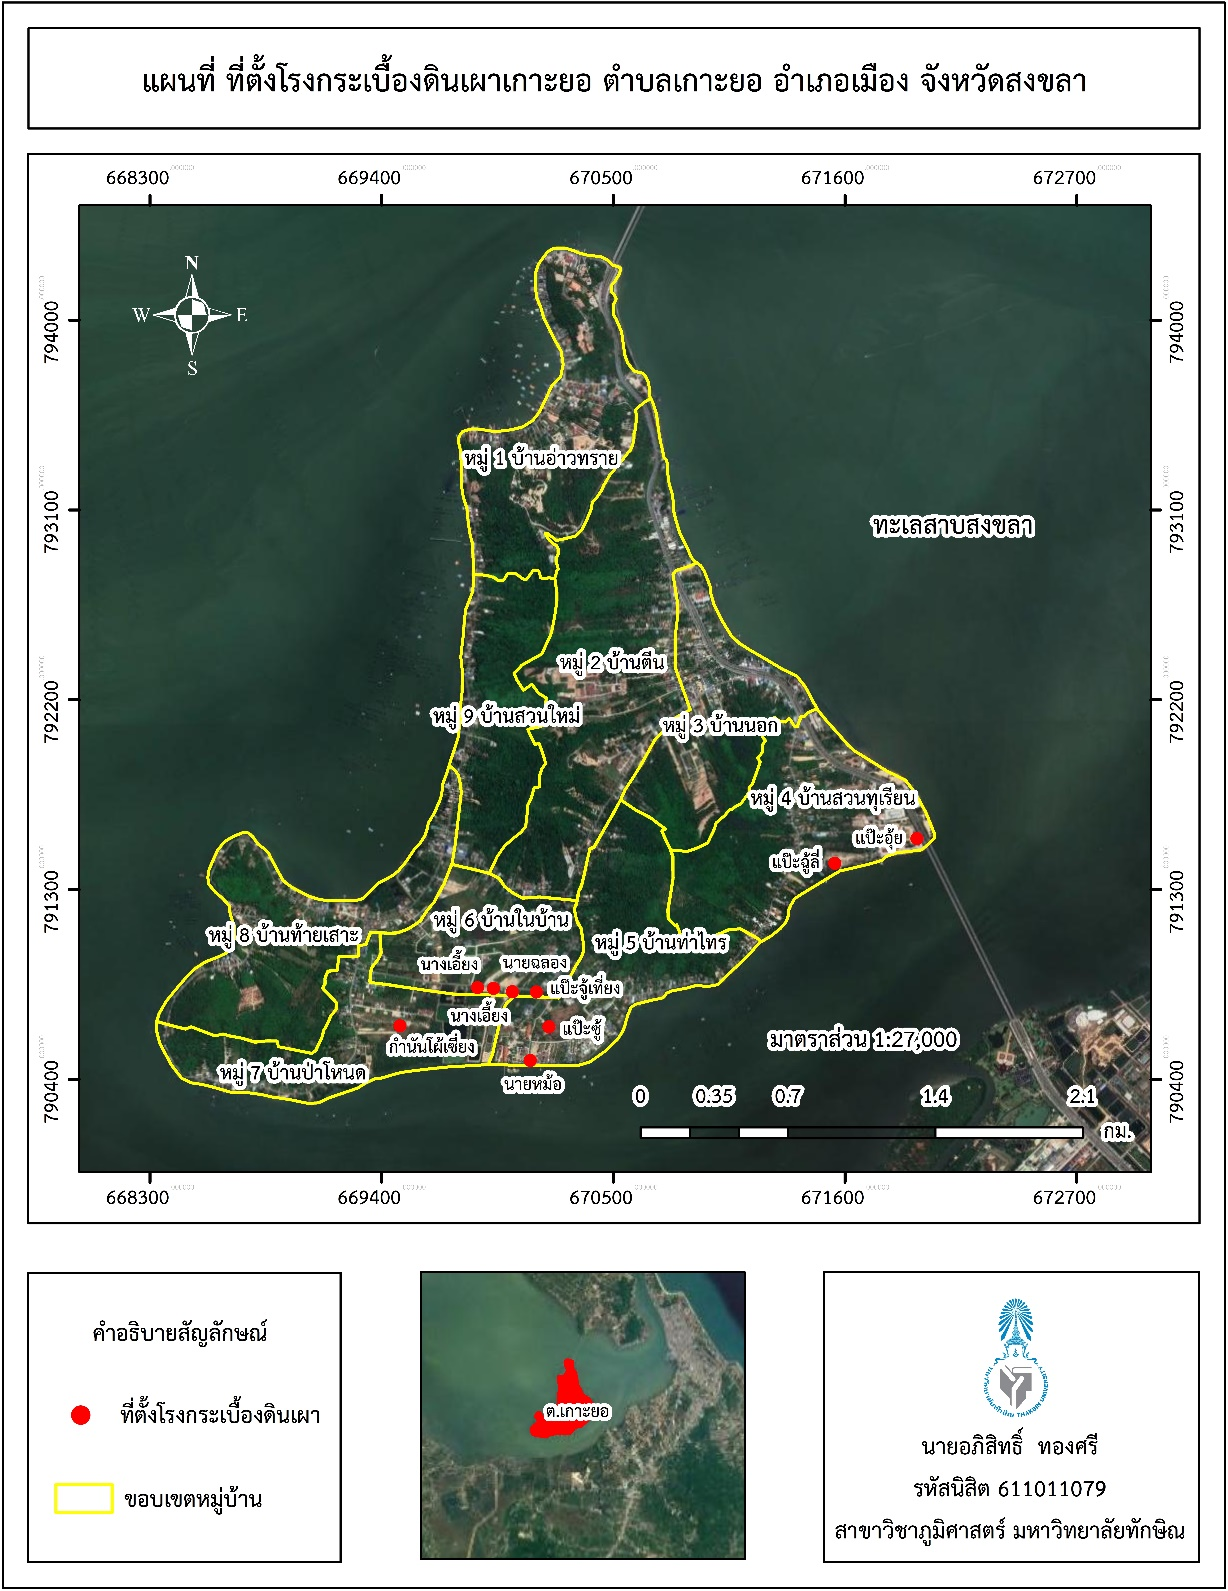 แผนที่ ที่ตั้งโรงกระเบื้องดินเผาเกาะยอ ตำบลเกาะยอ อำเภอเมือง จังหวัดสงขลา
668300 669400 670500 671600 672700
N
W E
S
794000 794000
หมู่ 1 บ้านอ่าวทราย
793100 793100
ทะเลสาบสงขลา
หมู่ 2 บ้านตีน
792200 792200
หมู่ 9 บ้านสวนใหม่
หมู่ 3 บ้านนอก
หมู่ 4 บ้านสวนทุเรียน
แป๊ะอุ้ย
แป๊ะฉู้ลี่
791300 791300
หมู่ 6 บ้านในบ้าน
หมู่ 8 บ้านท้ายเสาะ
หมู่ 5 บ้านท่าไทร
นางเอี้ยง
นายฉลอง
แป๊ะจู้เที่ยง
นางเอี้ยง
แป๊ะซู้
กำนันโผ้เซี่ยง
หมู่ 7 บ้านป่าโหนด
นายหม้อ
790400 790400
มาตราส่วน 1:27,000
0 0.35 0.7 1.4 2.1
กม.
668300 669400 670500 671600 672700
คำอธิบายสัญลักษณ์
ที่ตั้งโรงกระเบื้องดินเผา
ขอบเขตหมู่บ้าน
ต.เกาะยอ
นายอภิสิทธิ์ ทองศรี
รหัสนิสิต 611011079
สาขาวิชาภูมิศาสตร์ มหาวิทยาลัยทักษิณ